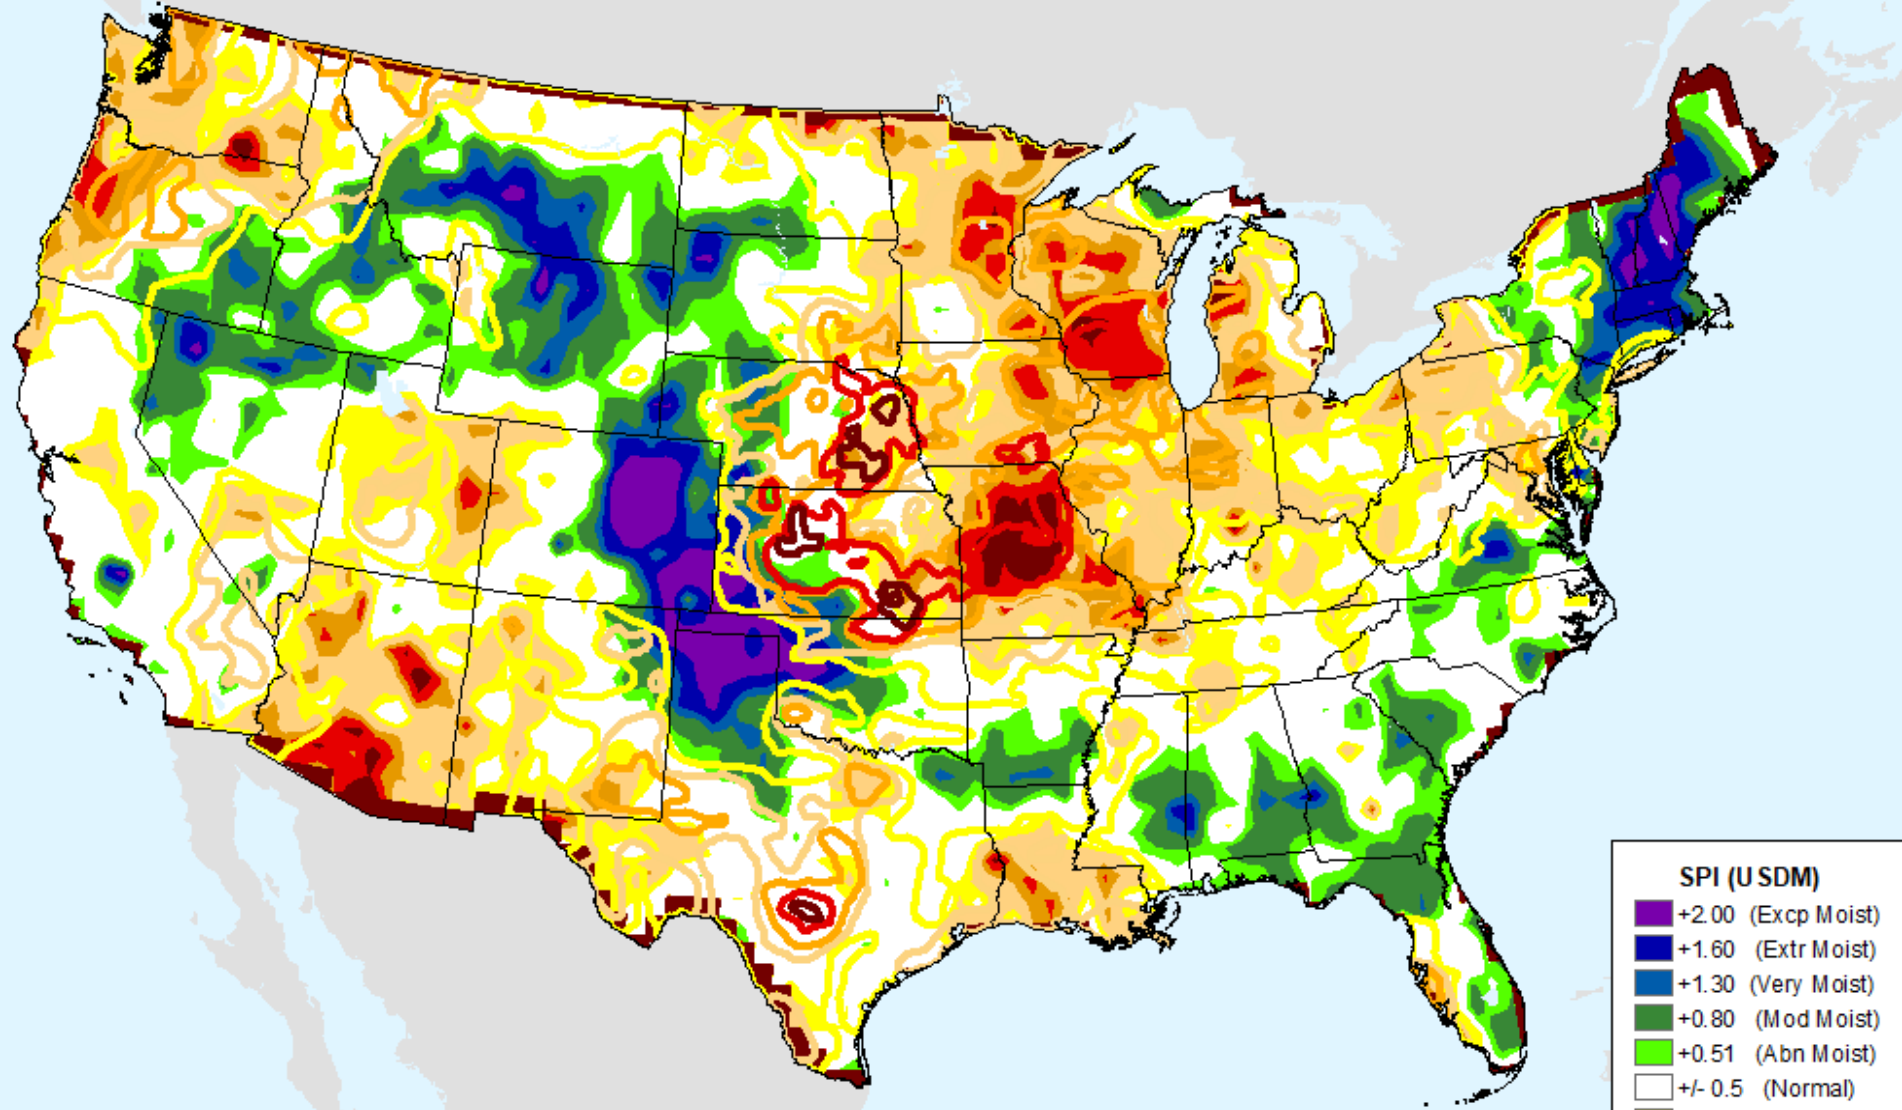 SPI (USDM)
+2.00 (Excp Moist)
+1.60 (Extr Moist)
+1.30 (Very Moist)
+0.80 (Mod Moist)
+0.51 (Abn Moist)
+/- 0.5 (Normal)